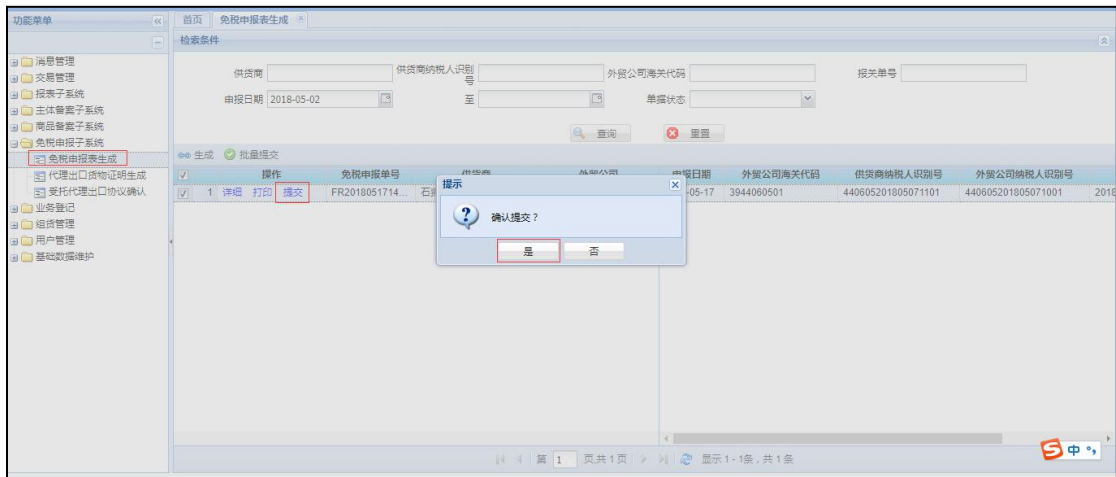 功能菜单
首页 免税申报表生成
检索条件
消息管理
交易管理
报表子系统
主体备案子系统
商品备案子系统
免税申报子系统
免税申报表生成
代理出口货物证明生成
受托代理出口协议确认
业务登记
组货管理
用户管理
基础数据维护
供货商 供货商纳税人识别号 外贸公司海关代码 报关单号
申报日期 2018-05-02 至 单据状态
查询 重置
生成 批量提交
操作 免税申报单号 供货商 外贸公司 申报日期 外贸公司海关代码 供货商纳税人识别号 外贸公司纳税人识别号
1 详细 打印 提交 FR2018051714... -05-17 3944060501 440605201805071101 440605201805071001 2018
提示
确认提交？
是 否
第 1 页,共1页 显示 1 - 1条，共 1 条
S 中 °,